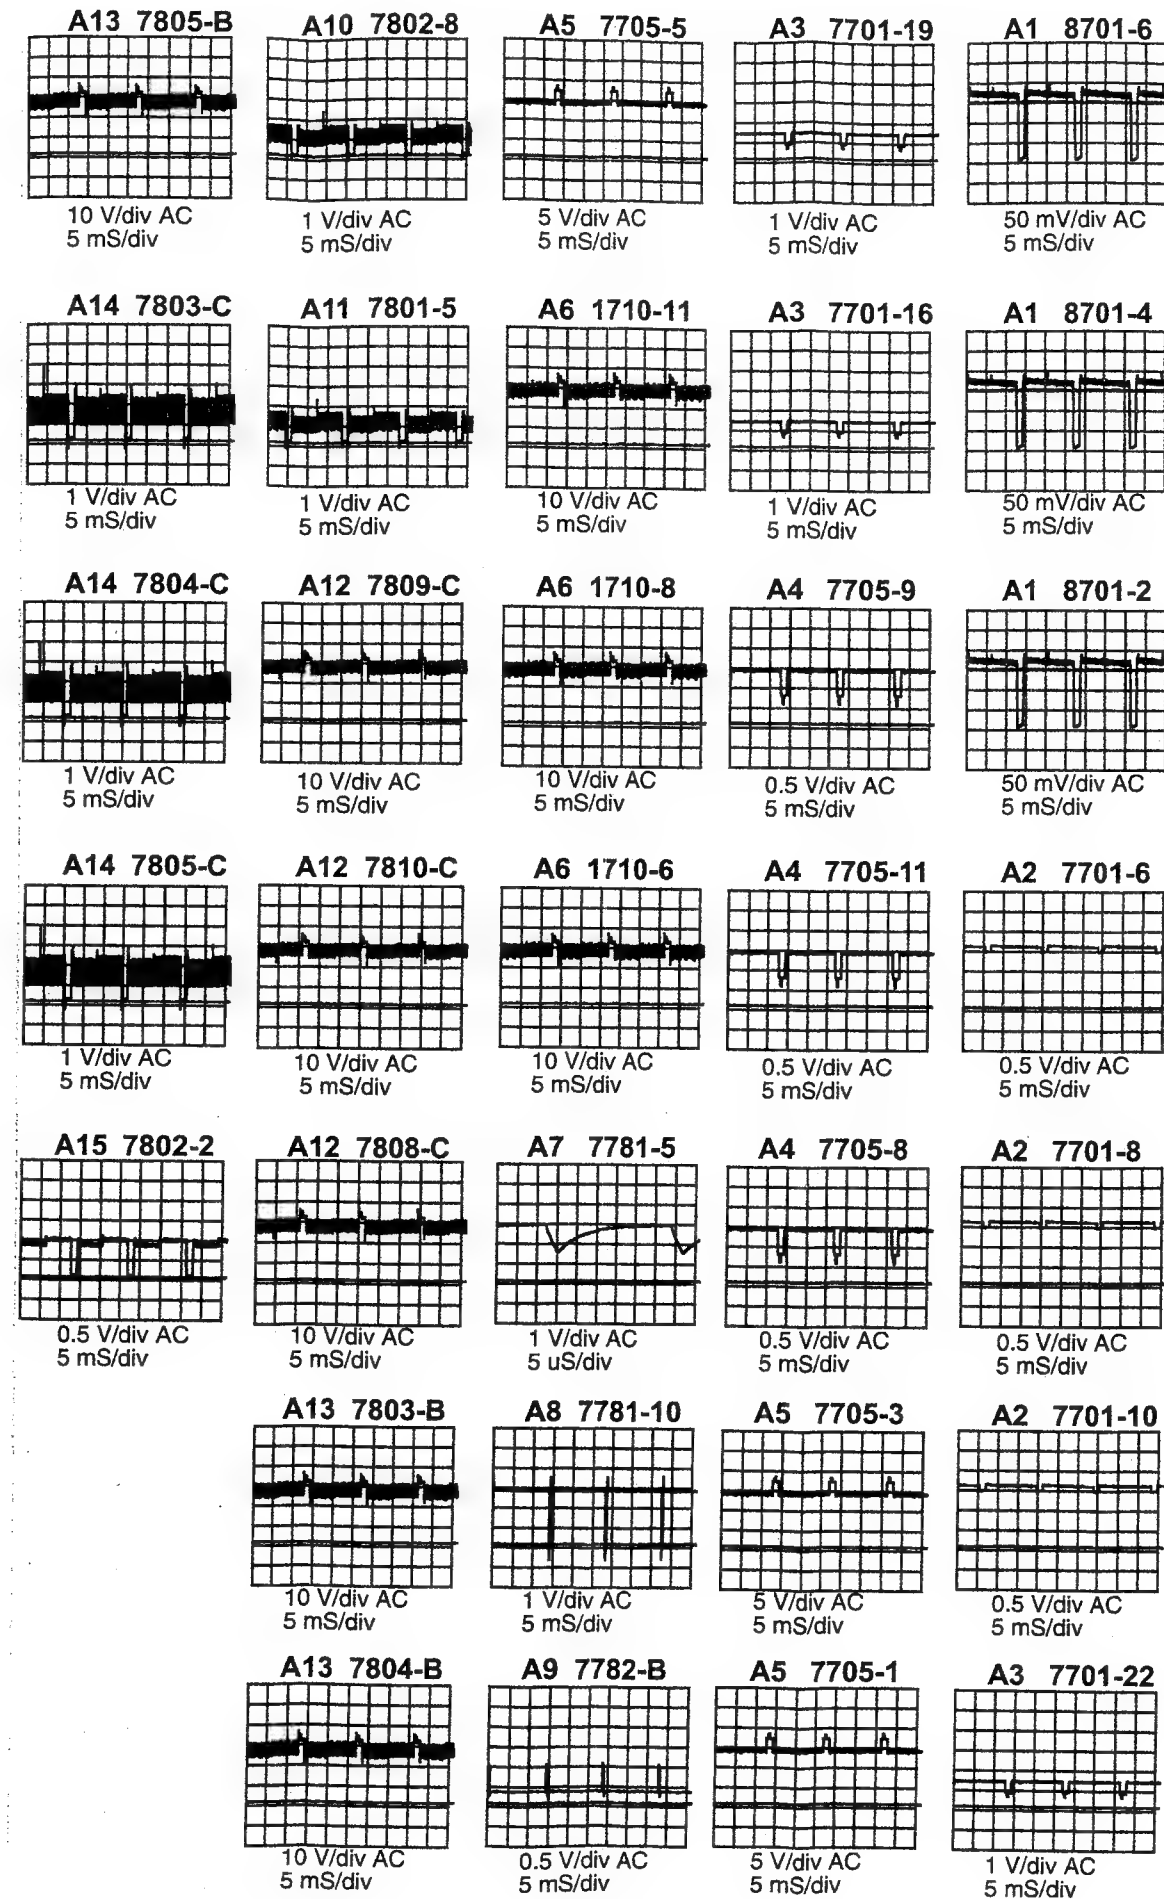 A13 7805-B
10 V/div AC
5 mS/div
A10 7802-8
1 V/div AC
5 mS/div
A5 7705-5
5 V/div AC
5 mS/div
A3 7701-19
1 V/div AC
5 mS/div
A1 8701-6
50 mV/div AC
5 mS/div
A14 7803-C
1 V/div AC
5 mS/div
A11 7801-5
1 V/div AC
5 mS/div
A6 1710-11
10 V/div AC
5 mS/div
A3 7701-16
1 V/div AC
5 mS/div
A1 8701-4
50 mV/div AC
5 mS/div
A14 7804-C
1 V/div AC
5 mS/div
A12 7809-C
10 V/div AC
5 mS/div
A6 1710-8
10 V/div AC
5 mS/div
A4 7705-9
0.5 V/div AC
5 mS/div
A1 8701-2
50 mV/div AC
5 mS/div
A14 7805-C
1 V/div AC
5 mS/div
A12 7810-C
10 V/div AC
5 mS/div
A6 1710-6
10 V/div AC
5 mS/div
A4 7705-11
0.5 V/div AC
5 mS/div
A2 7701-6
0.5 V/div AC
5 mS/div
A15 7802-2
0.5 V/div AC
5 mS/div
A12 7808-C
10 V/div AC
5 mS/div
A7 7781-5
1 V/div AC
5 uS/div
A4 7705-8
0.5 V/div AC
5 mS/div
A2 7701-8
0.5 V/div AC
5 mS/div
A13 7803-B
10 V/div AC
5 mS/div
A8 7781-10
1 V/div AC
5 mS/div
A5 7705-3
5 V/div AC
5 mS/div
A2 7701-10
0.5 V/div AC
5 mS/div
A13 7804-B
10 V/div AC
5 mS/div
A9 7782-B
0.5 V/div AC
5 mS/div
A5 7705-1
5 V/div AC
5 mS/div
A3 7701-22
1 V/div AC
5 mS/div